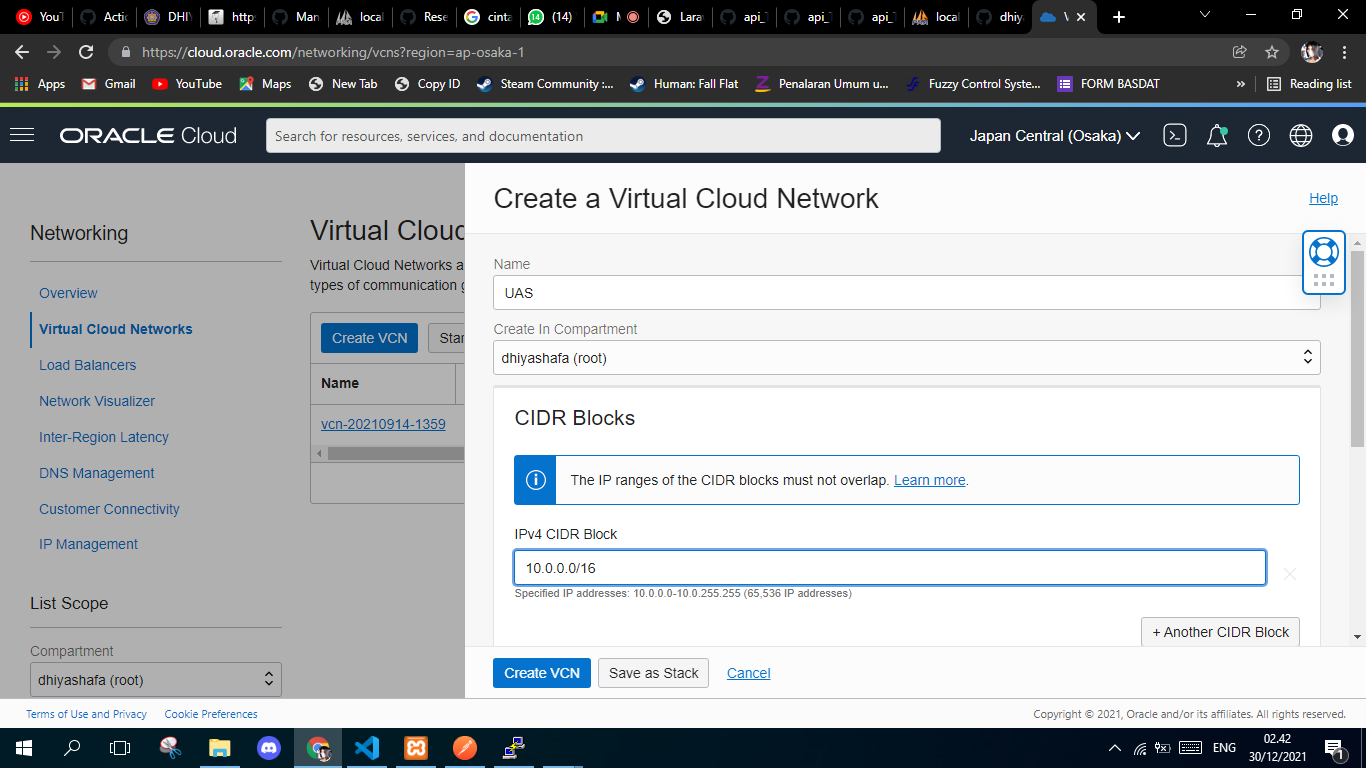 YouT
Actic
DHIY
https
Man
local
Rese
cinta
(14)
M
Lara
api_
api_
api_
local
dhiy
https://cloud.oracle.com/networking/vcns?region=ap-osaka-1
Apps
Gmail
YouTube
Maps
New Tab
Copy ID
Steam Community :...
Human: Fall Flat
Penalaran Umum u...
Fuzzy Control Syste...
FORM BASDAT
»
Reading list
ORACLE Cloud
Search for resources, services, and documentation
Japan Central (Osaka)
Create a Virtual Cloud Network
Help
Networking
Overview
Virtual Cloud Networks
Load Balancers
Network Visualizer
Inter-Region Latency
DNS Management
Customer Connectivity
IP Management
List Scope
Compartment
dhiyashafa (root)
Virtual Cloud
Virtual Cloud Networks a
types of communication g
Create VCN
Star
Name
vcn-20210914-1359
Name
UAS
Create In Compartment
dhiyashafa (root)
CIDR Blocks
The IP ranges of the CIDR blocks must not overlap. Learn more.
IPv4 CIDR Block
10.0.0.0/16
Specified IP addresses: 10.0.0.0-10.0.255.255 (65,536 IP addresses)
+ Another CIDR Block
Create VCN
Save as Stack
Cancel
Terms of Use and Privacy
Cookie Preferences
Copyright © 2021, Oracle and/or its affiliates. All rights reserved.
ENG
02.42
30/12/2021
1